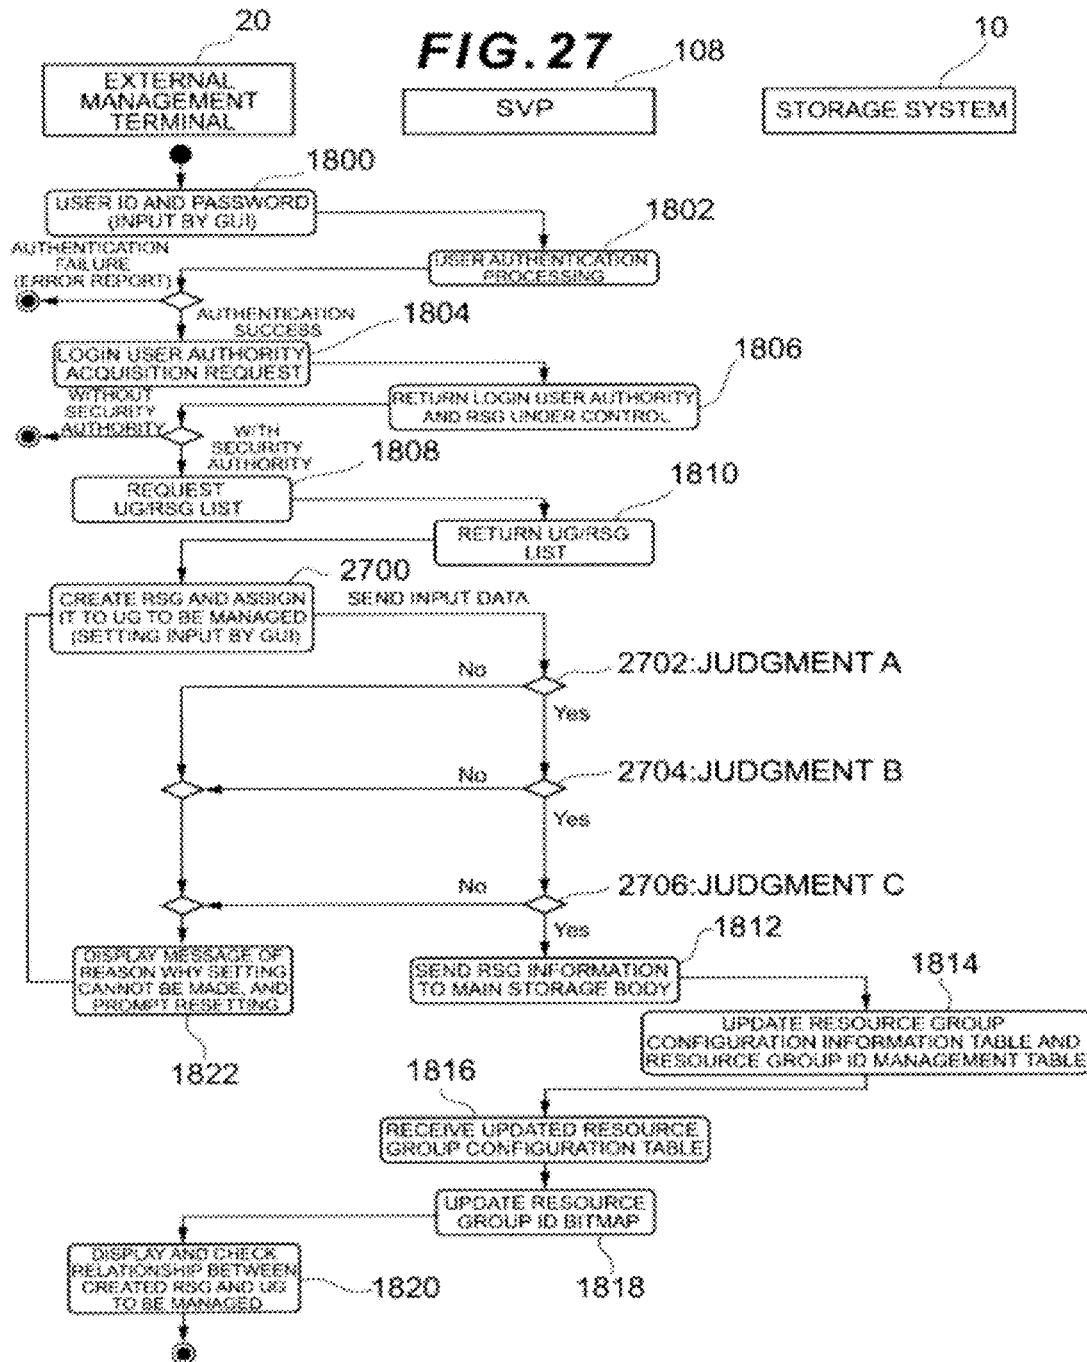 20
FIG.27
10
108
EXTERNAL
MANAGEMENT
TERMINAL
SVP
STORAGE SYSTEM
1800
USER ID AND PASSWORD
(INPUT BY GUI)
1802
AUTHENTICATION
FAILURE
(ERROR REPORT)
USER AUTHENTICATION
PROCESSING
AUTHENTICATION
SUCCESS
1804
LOGIN USER AUTHORITY
ACQUISITION REQUEST
1806
WITHOUT
SECURITY
AUTHORITY
RETURN LOGIN USER AUTHORITY
AND RSG UNDER CONTROL
WITH
SECURITY
AUTHORITY
1808
REQUEST
UG/RSG LIST
1810
RETURN UG/RSG
LIST
2700
CREATE RSG AND ASSIGN
IT TO UG TO BE MANAGED
(SETTING INPUT BY GUI)
SEND INPUT DATA
No
2702:JUDGMENT A
Yes
No
2704:JUDGMENT B
Yes
No
2706:JUDGMENT C
Yes
1812
DISPLAY MESSAGE OF
REASON WHY SETTING
CANNOT BE MADE, AND
PROMPT RESETTING
SEND RSG INFORMATION
TO MAIN STORAGE BODY
1814
UPDATE RESOURCE GROUP
CONFIGURATION INFORMATION TABLE AND
RESOURCE GROUP ID MANAGEMENT TABLE
1822
1816
RECEIVE UPDATED RESOURCE
GROUP CONFIGURATION TABLE
UPDATE RESOURCE
GROUP ID BITMAP
1818
DISPLAY AND CHECK
RELATIONSHIP BETWEEN
CREATED RSG AND UG
TO BE MANAGED
1820